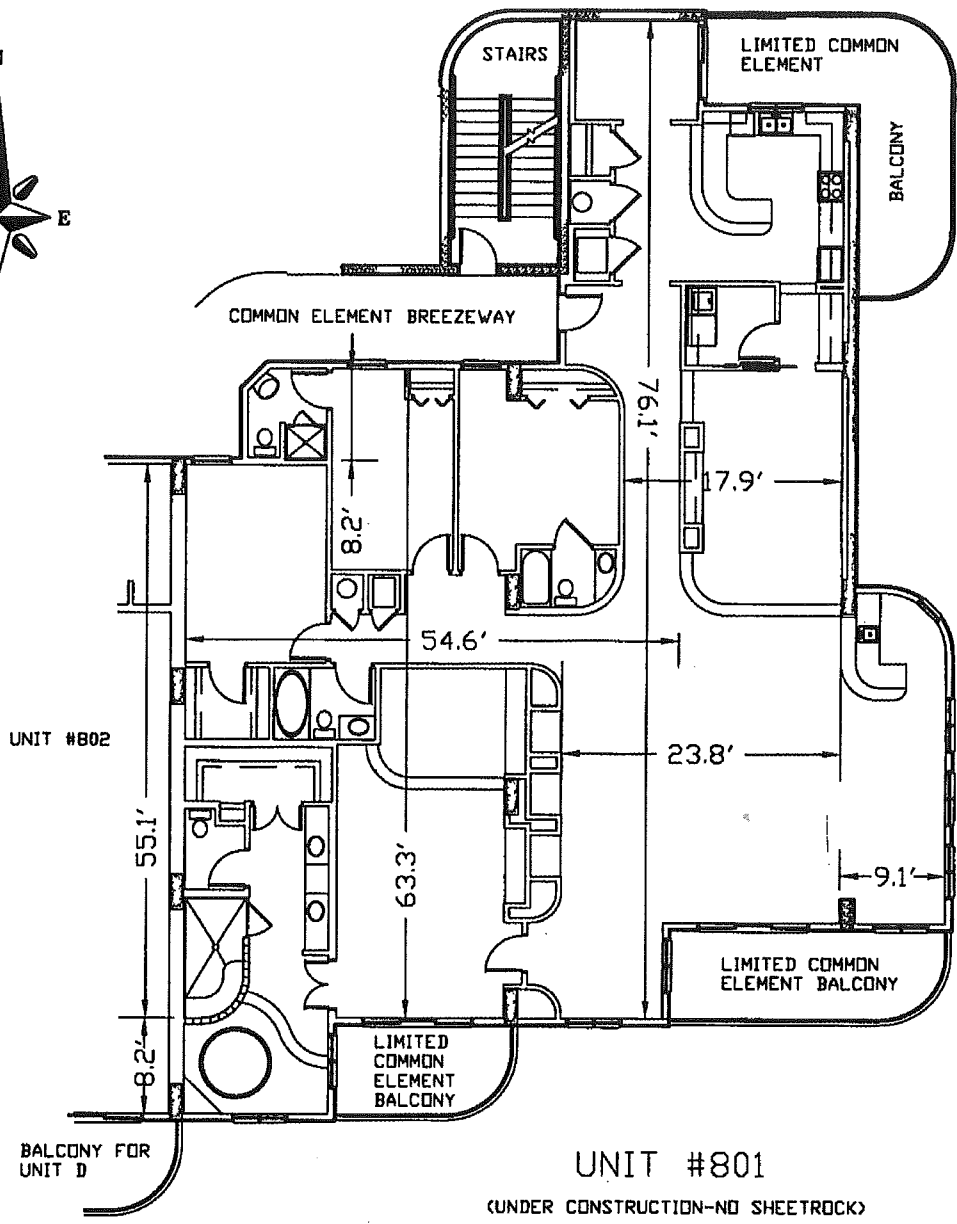 STAIRS
LIMITED COMMON
ELEMENT
BALCONY
E
COMMON ELEMENT BREEZEWAY
76.1'
17.9'
8.2'
54.6'
UNIT #802
23.8'
55.1'
63.3'
9.1'
LIMITED COMMON
ELEMENT BALCONY
8.2'
LIMITED
COMMON
ELEMENT
BALCONY
BALCONY FOR
UNIT D
UNIT #801
(UNDER CONSTRUCTION-NO SHEETROCK)